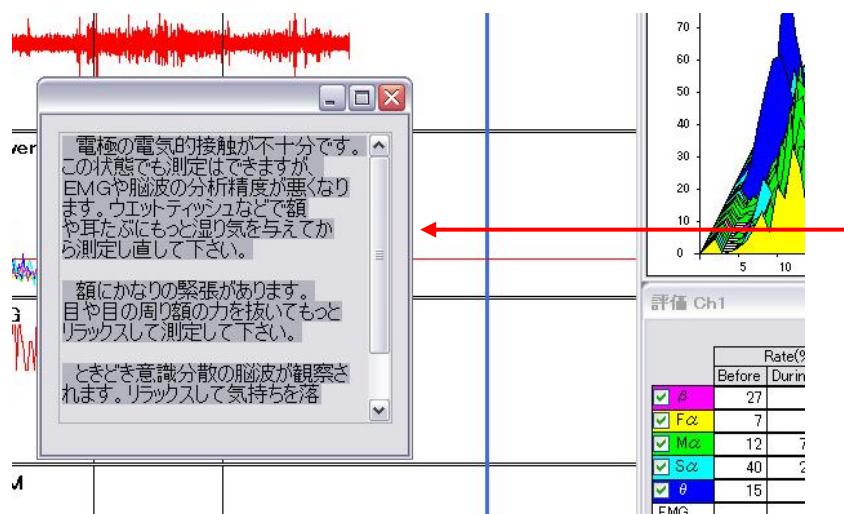 ver
電極の電気的接触が不十分です。
この状態でも測定はできますが、
EMGや脳波の分析精度が悪くなり
ます。ウエットティッシュなどで額
や耳たぶにもっと湿り気を与えてか
ら測定し直して下さい。
額にかなりの緊張があります。
目や目の周り額の力を抜いてもっと
リラックスして測定して下さい。
ときどき意識分散の脳波が観察さ
れます。リラックスして気持ちを落
G
M
70
60
50
40
30
20
10
0
5 10
評価 Ch1
Rate(%
Before Durin
β 27
Fα 7
Mα 12 7
Sα 40 2
θ 15
EMG